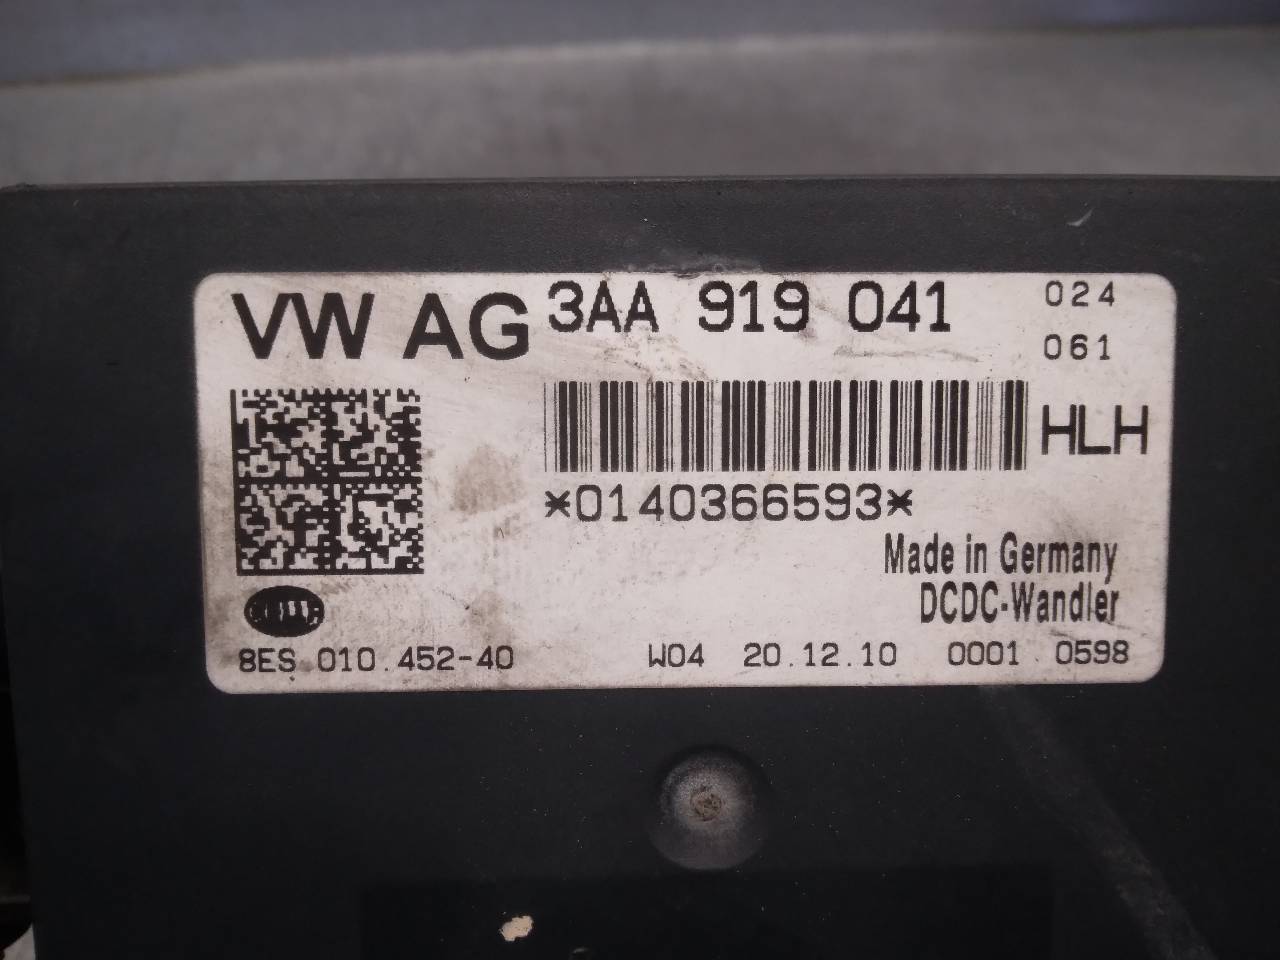 VW AG 3AA 919 041 024
061
HLH
*0140366593*
Made in Germany
DCDC-Wandler
8ES 010.452-40 W04 20.12.10 0001 0598